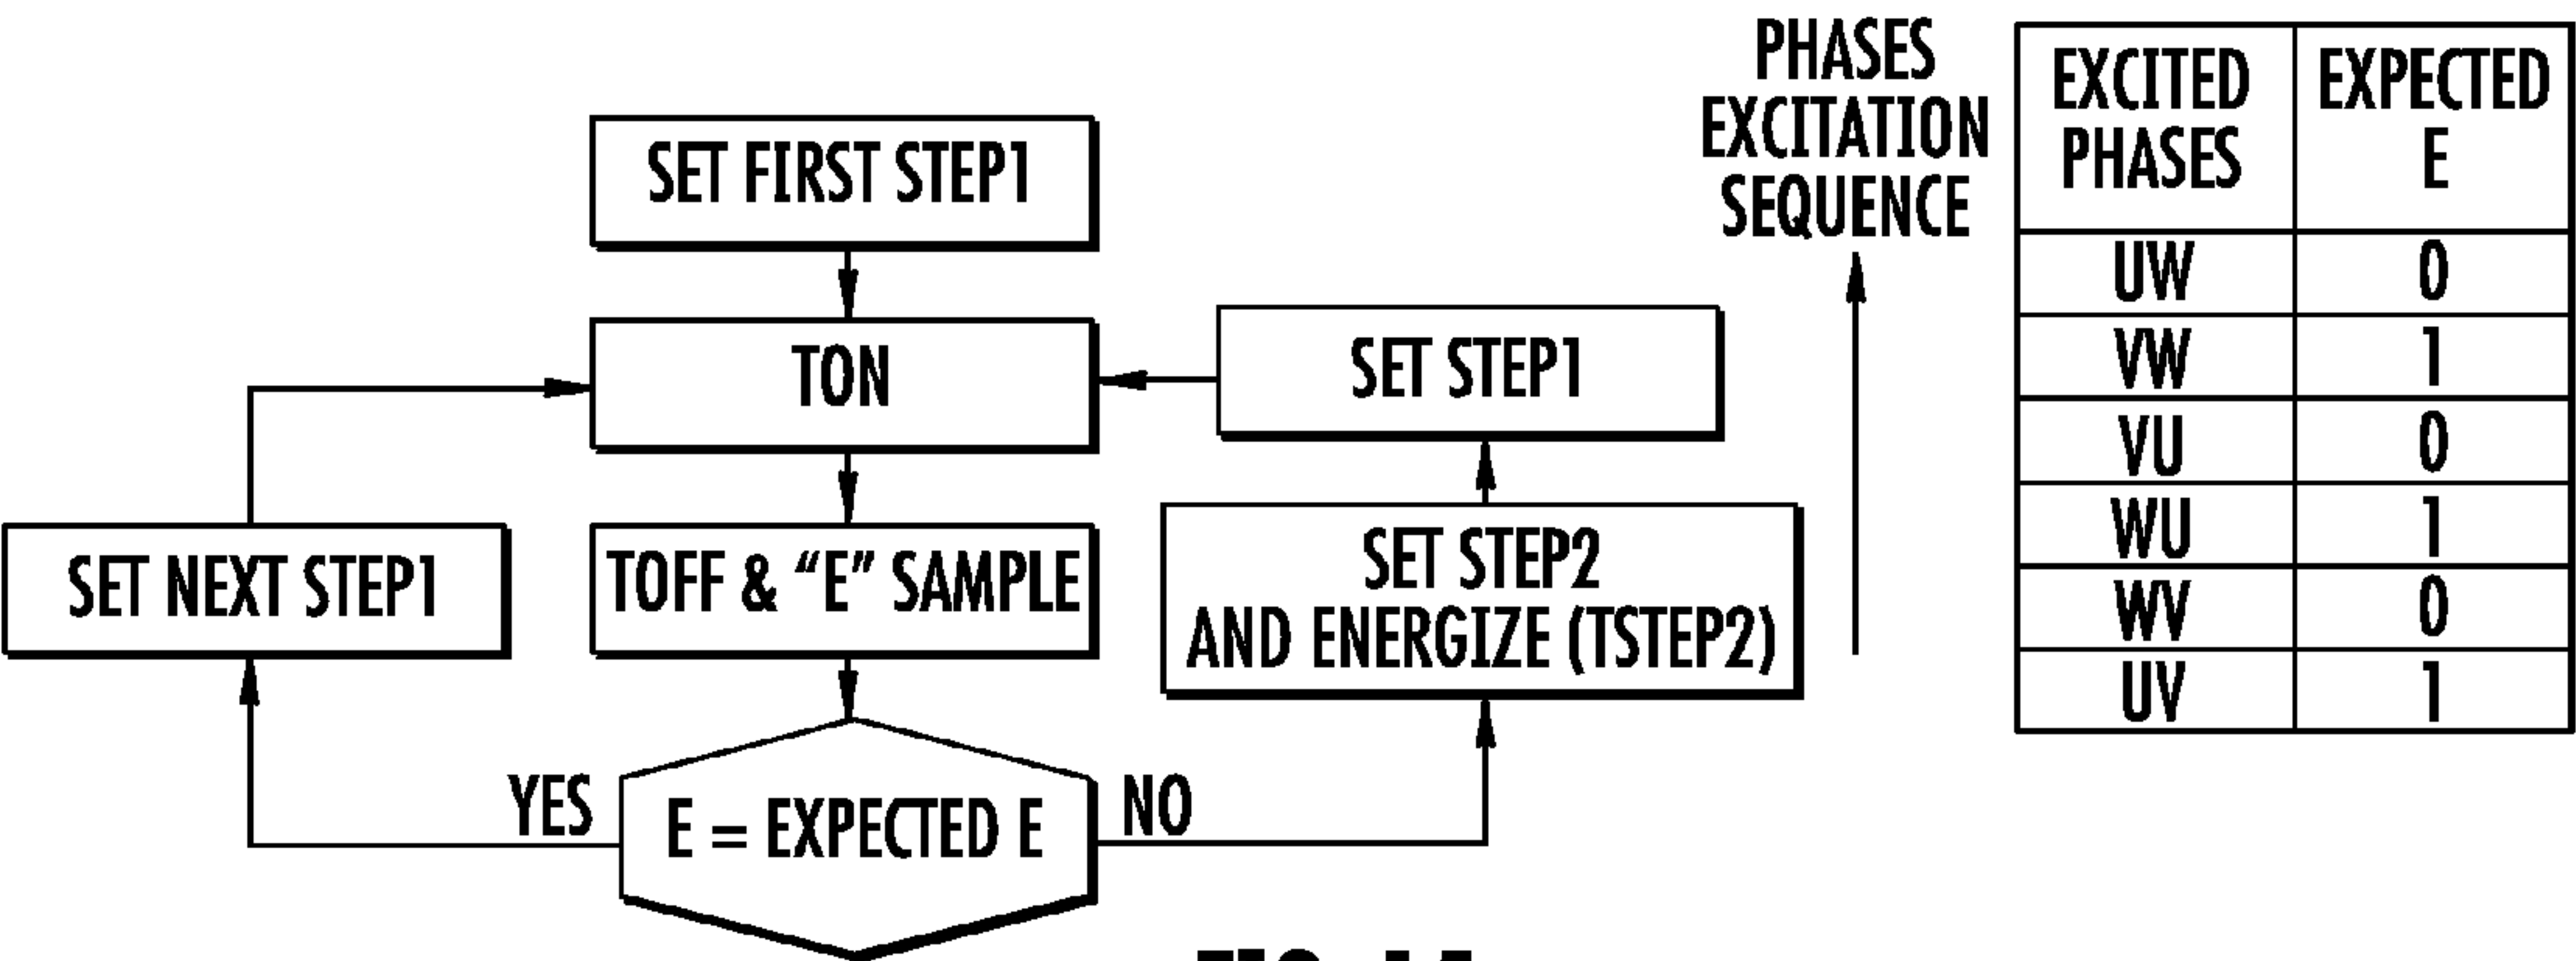 SET FIRST STEP1
TON
TOFF & “E” SAMPLE
E = EXPECTED E
YES
NO
SET NEXT STEP1
SET STEP2
AND ENERGIZE (TSTEP2)
SET STEP1
PHASES
EXCITATION
SEQUENCE
EXCITED PHASES EXPECTED E
UW 0
VW 1
VU 0
WU 1
WV 0
UV 1